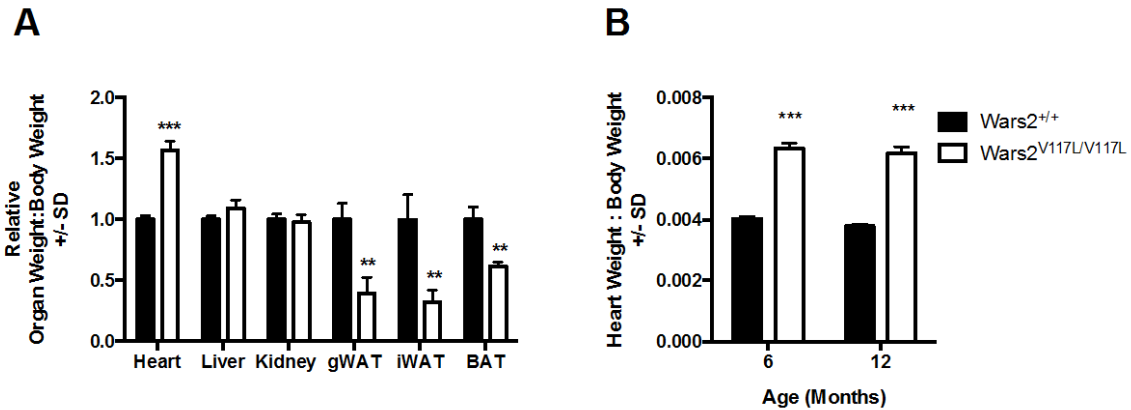 A
Relative
Organ Weight:Body Weight
+/- SD
2.0
1.5
1.0
0.5
0.0
***
**
**
**
Heart Liver Kidney gWAT iWAT BAT
B
Heart Weight : Body Weight
+/- SD
0.008
0.006
0.004
0.002
0.000
*** ***
6 12
Age (Months)
Wars2+/+
Wars2V117L/V117L